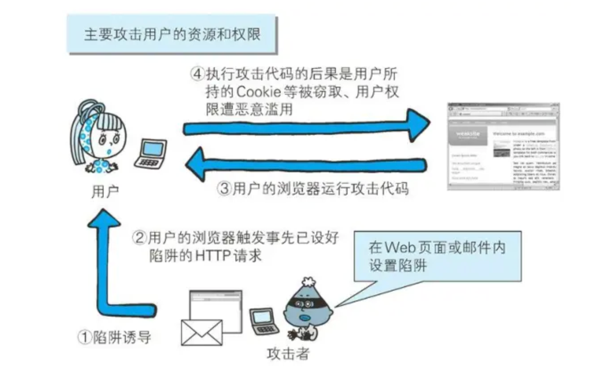 主要攻击用户的资源和权限
④执行攻击代码的后果是用户所
持的Cookie等被窃取、用户权
限遭恶意滥用
Welcome to example.com
用户
③用户的浏览器运行攻击代码
②用户的浏览器触发事先已设好
陷阱的HTTP请求
在Web页面或邮件内
设置陷阱
①陷阱诱导
攻击者